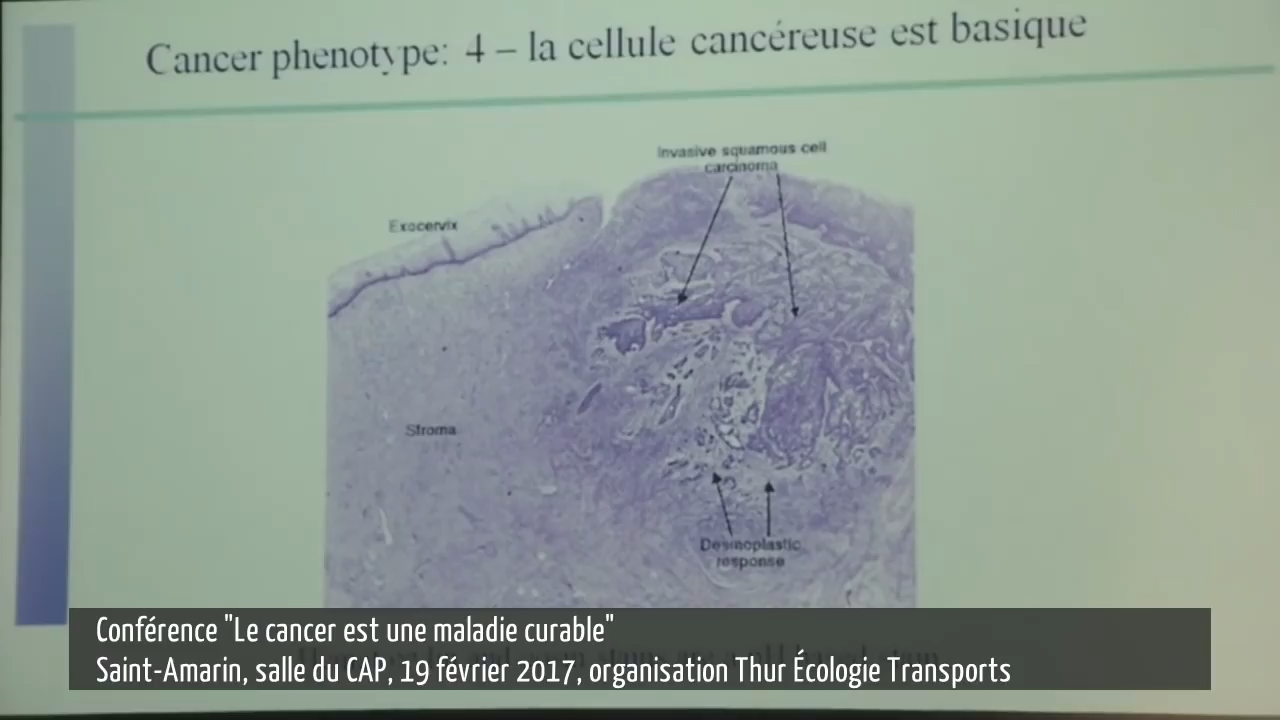 Cancer phenotype: 4 – la cellule cancéreuse est basique
Invasive squamous cell
carcinoma
Exocervix
Stroma
Desmoplastic
response
Conférence "Le cancer est une maladie curable"
Saint-Amarin, salle du CAP, 19 février 2017, organisation Thur Écologie Transports